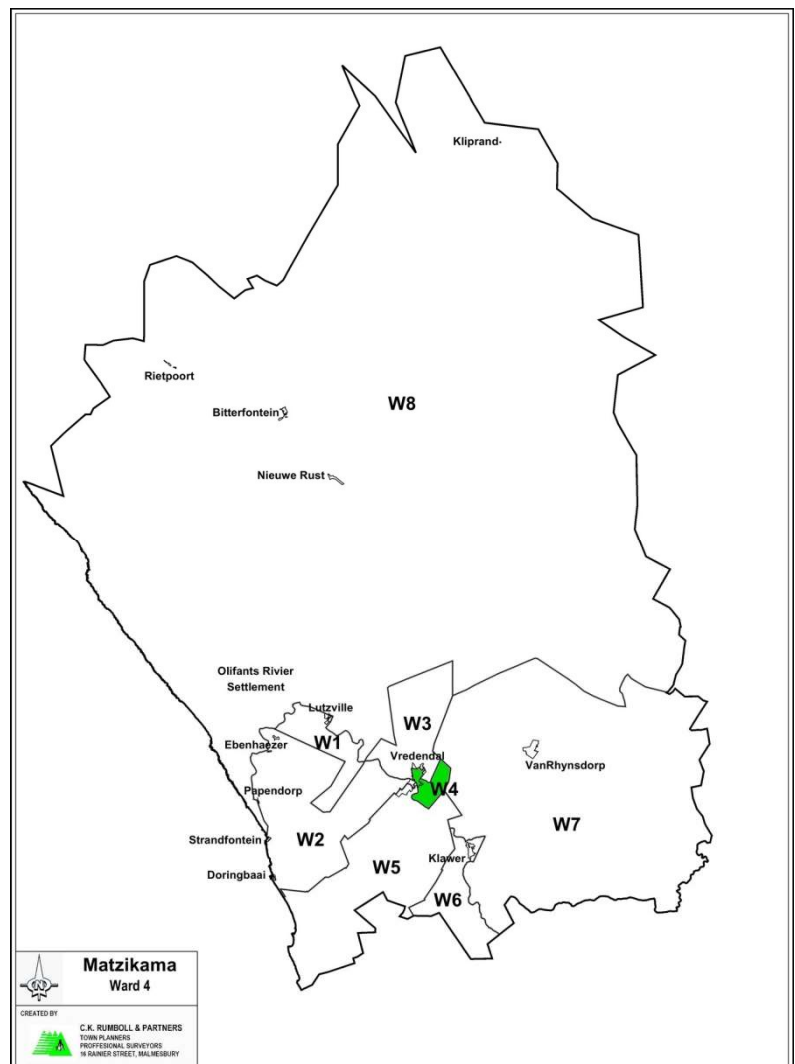 Kliprand
Rietpoort
W8
Bitterfontein
Nieuwe Rust
Olifants Rivier
Settlement
Lutzville
W3
Ebenhaezer
W1
Vredendal
VanRhynsdorp
Papendorp
W4
W7
Strandfontein
W2
Klawer
W5
Doringbaai
W6
Matzikama
Ward 4
N
CREATED BY
C.K. RUMBOLL & PARTNERS
TOWN PLANNERS
PROFFESIONAL SURVEYORS
16 RAINIER STREET, MALMESBURY